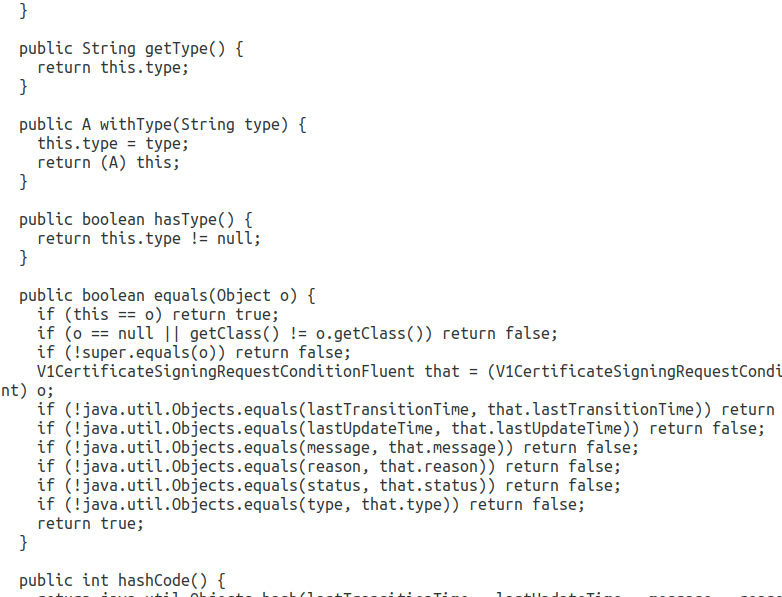 }

  public String getType() {
    return this.type;
  }

  public A withType(String type) {
    this.type = type;
    return (A) this;
  }

  public boolean hasType() {
    return this.type != null;
  }

  public boolean equals(Object o) {
    if (this == o) return true;
    if (o == null || getClass() != o.getClass()) return false;
    if (!super.equals(o)) return false;
    V1CertificateSigningRequestConditionFluent that = (V1CertificateSigningRequestCondi
nt) o;
    if (!java.util.Objects.equals(lastTransitionTime, that.lastTransitionTime)) return
    if (!java.util.Objects.equals(lastUpdateTime, that.lastUpdateTime)) return false;
    if (!java.util.Objects.equals(message, that.message)) return false;
    if (!java.util.Objects.equals(reason, that.reason)) return false;
    if (!java.util.Objects.equals(status, that.status)) return false;
    if (!java.util.Objects.equals(type, that.type)) return false;
    return true;
  }

  public int hashCode() {